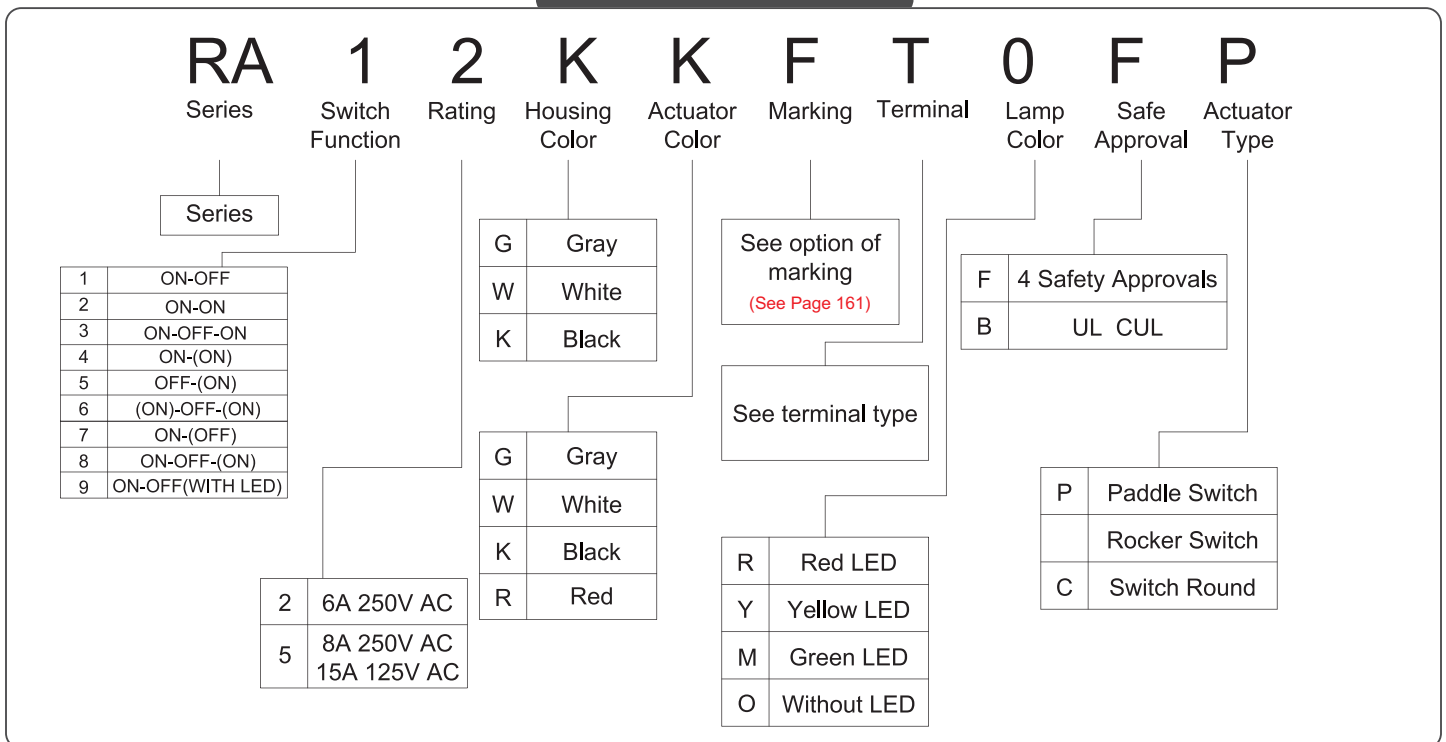 RA 1 2 K K F T 0 F P
Series Switch Function Rating Housing Color Actuator Color Marking Terminal Lamp Color Safe Approval Actuator Type
Series
1 ON-OFF
2 ON-ON
3 ON-OFF-ON
4 ON-(ON)
5 OFF-(ON)
6 (ON)-OFF-(ON)
7 ON-(OFF)
8 ON-OFF-(ON)
9 ON-OFF(WITH LED)
2 6A 250V AC
5 8A 250V AC
15A 125V AC
G Gray
W White
K Black
G Gray
W White
K Black
R Red
See option of
marking
(See Page 161)
See terminal type
R Red LED
Y Yellow LED
M Green LED
O Without LED
F 4 Safety Approvals
B UL CUL
P Paddle Switch
Rocker Switch
C Switch Round